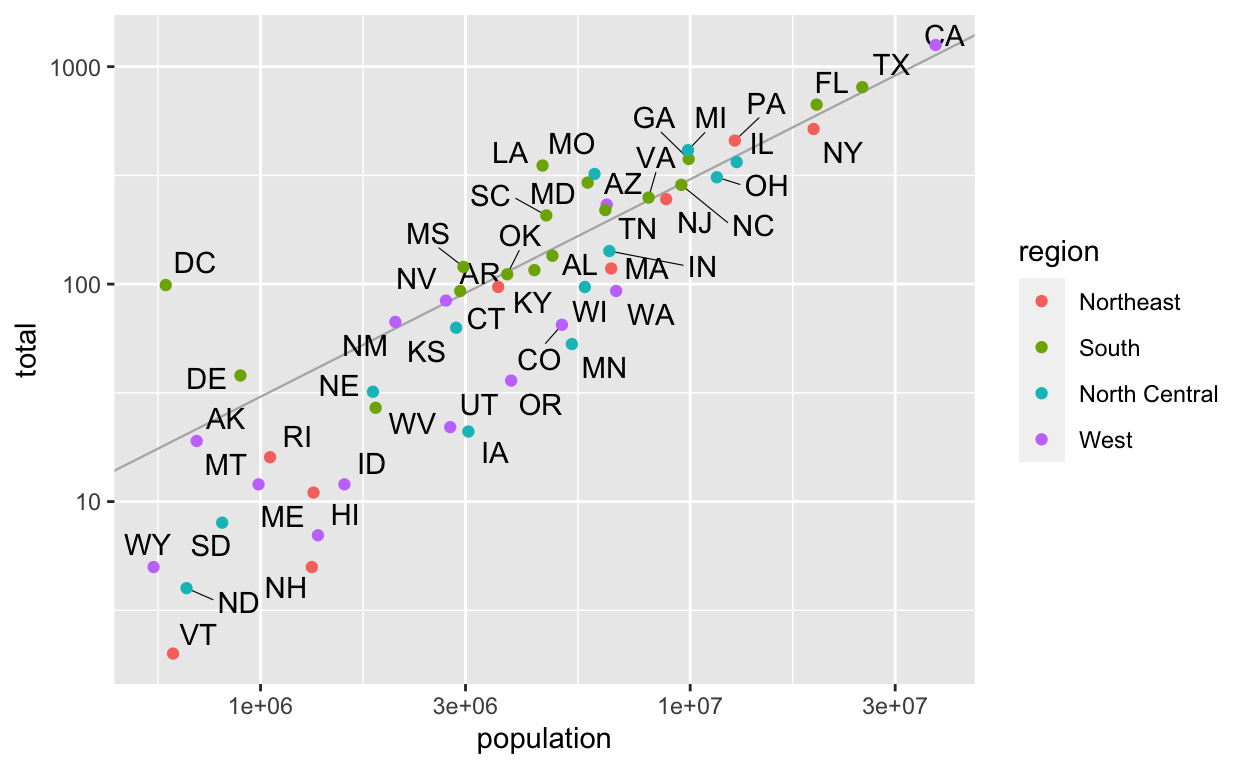 CA
TX
1000
FL
PA
GA
MI
IL
NY
MO
LA
VA
AZ
OH
SC
MD
NJ
NC
TN
MS
OK
region
DC
NV
AR
AL
MA
IN
100
Northeast
KY
WI
WA
CT
total
NM
KS
South
CO
MN
DE
NE
North Central
UT
OR
AK
WV
RI
West
IA
MT
ID
10
ME
HI
WY
SD
NH
ND
VT
1e+06
3e+06
1e+07
3e+07
population